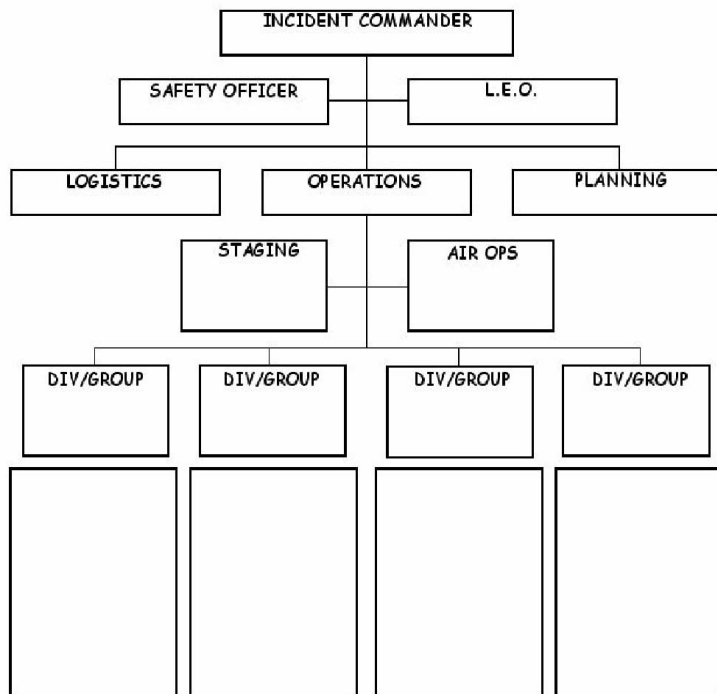 INCIDENT COMMANDER
SAFETY OFFICER
L.E.O.
LOGISTICS
OPERATIONS
PLANNING
STAGING
AIR OPS
DIV/GROUP
DIV/GROUP
DIV/GROUP
DIV/GROUP